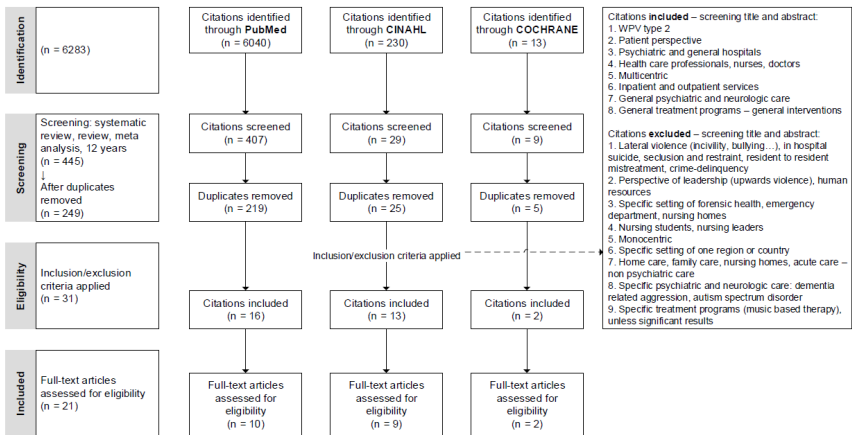 Identification
(n = 6283)
Citations identified
through PubMed
(n = 6040)
Citations identified
through CINAHL
(n = 230)
Citations identified
through COCHRANE
(n = 13)
Screening
Screening: systematic
review, review, meta
analysis, 12 years
(n = 445)
↓
After duplicates
removed
(n = 249)
Citations screened
(n = 407)
Citations screened
(n = 29)
Citations screened
(n = 9)
Duplicates removed
(n = 219)
Duplicates removed
(n = 25)
Duplicates removed
(n = 5)
Inclusion/exclusion criteria applied
Eligibility
Inclusion/exclusion
criteria applied
(n = 31)
Citations included
(n = 16)
Citations included
(n = 13)
Citations included
(n = 2)
Included
Full-text articles
assessed for eligibility
(n = 21)
Full-text articles
assessed for
eligibility
(n = 10)
Full-text articles
assessed for
eligibility
(n = 9)
Full-text articles
assessed for
eligibility
(n = 2)
Citations included – screening title and abstract:
1. WPV type 2
2. Patient perspective
3. Psychiatric and general hospitals
4. Health care professionals, nurses, doctors
5. Multicentric
6. Inpatient and outpatient services
7. General psychiatric and neurologic care
8. General treatment programs – general interventions
Citations excluded – screening title and abstract:
1. Lateral violence (incivility, bullying…), in hospital
suicide, seclusion and restraint, resident to resident
mistreatment, crime-delinquency
2. Perspective of leadership (upwards violence), human
resources
3. Specific setting of forensic health, emergency
department, nursing homes
4. Nursing students, nursing leaders
5. Monocentric
6. Specific setting of one region or country
7. Home care, family care, nursing homes, acute care –
non psychiatric care
8. Specific psychiatric and neurologic care: dementia
related aggression, autism spectrum disorder
9. Specific treatment programs (music based therapy),
unless significant results